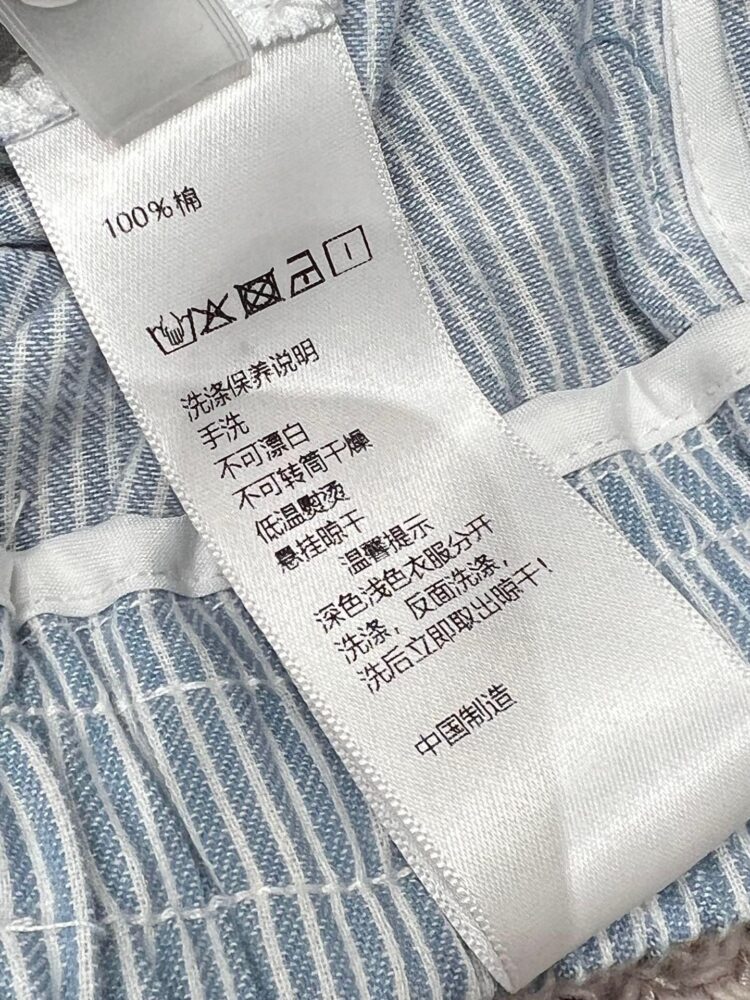 100%棉
洗涤保养说明
手洗
不可漂白
不可转筒干燥
低温熨烫
悬挂晾干
温馨提示
深色浅色衣服分开
洗涤，反面洗涤，
洗后立即取出晾干！
中国制造